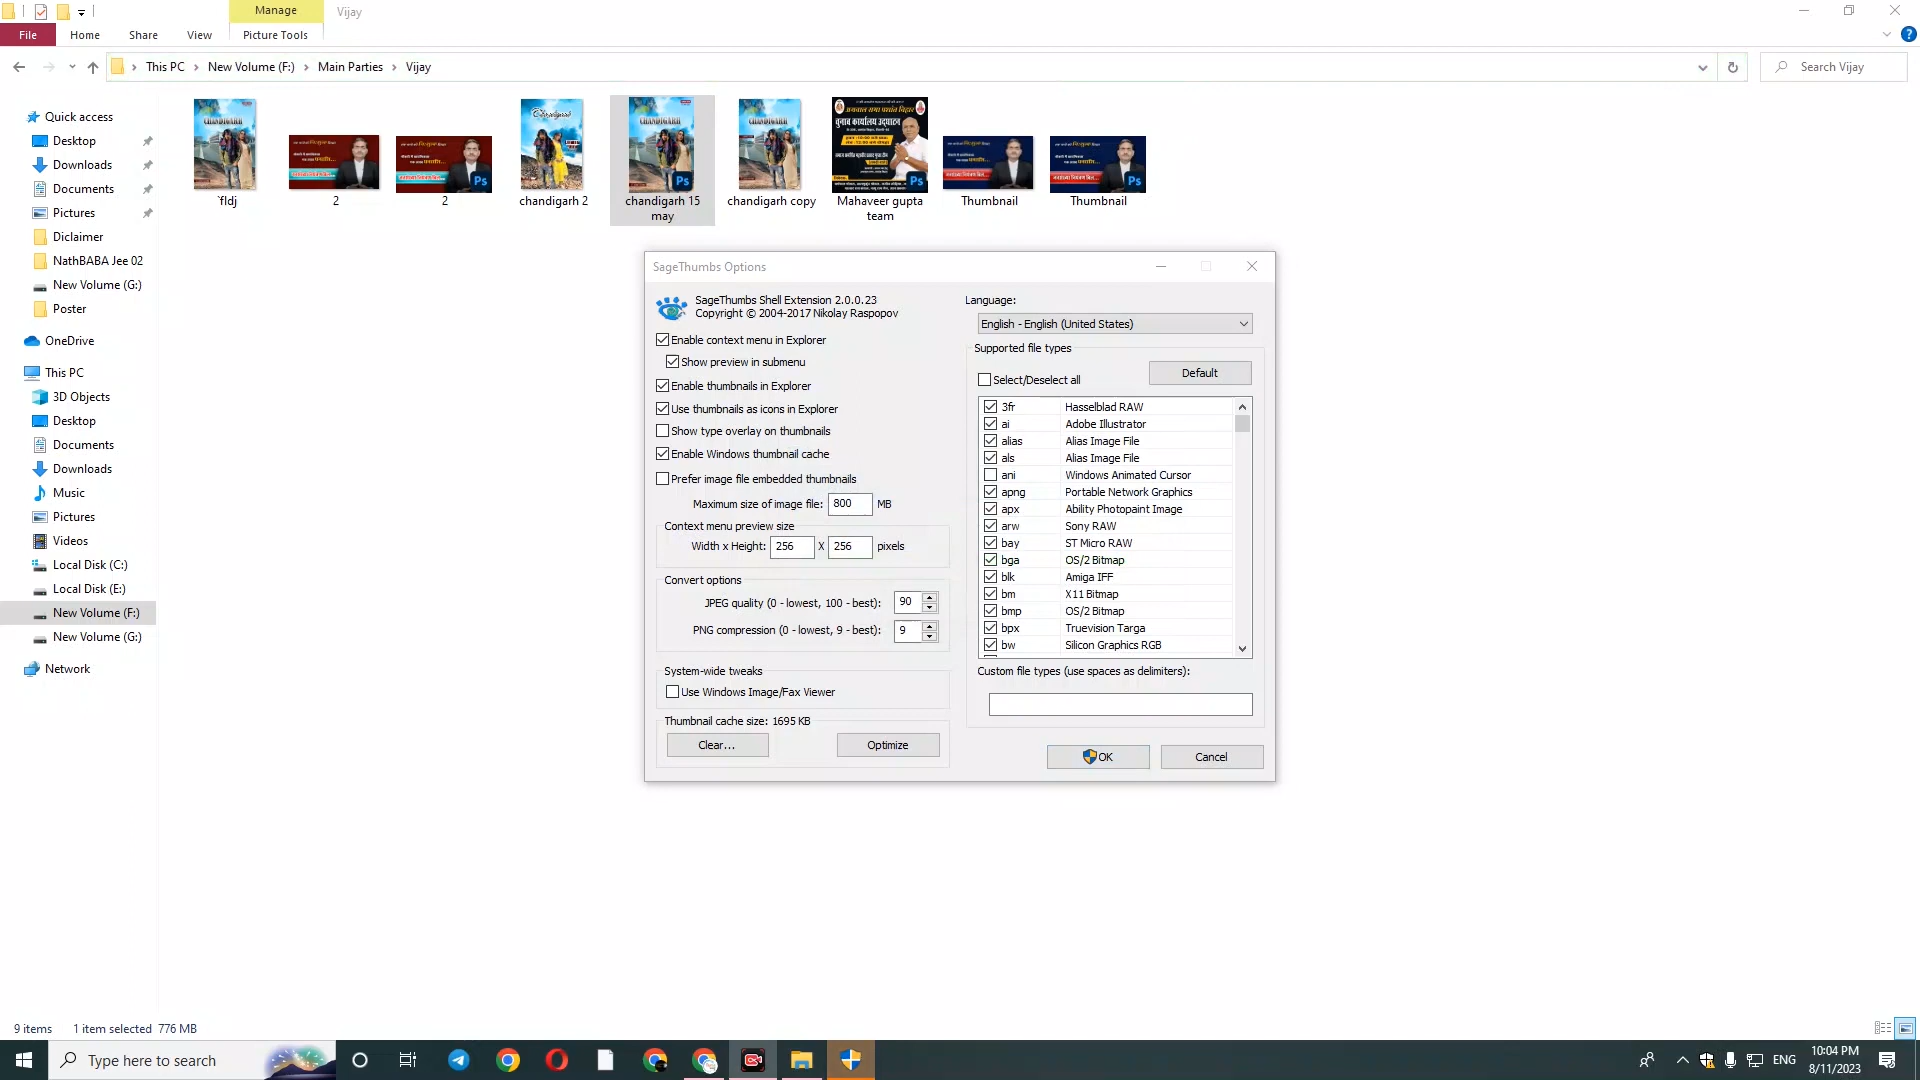 Manage
Vijay
File
Home
Share
View
Picture Tools
This PC
New Volume (F:)
Main Parties
Vijay
Search Vijay
Quick access
Desktop
Downloads
Documents
Pictures
Diclaimer
NathBABA Jee 02
New Volume (G:)
Poster
OneDrive
This PC
3D Objects
Desktop
Documents
Downloads
Music
Pictures
Videos
Local Disk (C:)
Local Disk (E:)
New Volume (F:)
New Volume (G:)
Network
CHANDIGARH
Ps
Chandigarh
CHANDIGARH
Ps
CHANDIGARH
चुनाव कार्यालय उद्घाटन
Ps
Ps
`fldj
2
2
chandigarh 2
chandigarh 15
may
chandigarh copy
Mahaveer gupta
team
Thumbnail
Thumbnail
SageThumbs Options
SageThumbs Shell Extension 2.0.0.23
Copyright © 2004-2017 Nikolay Raspopov
Enable context menu in Explorer
Show preview in submenu
Enable thumbnails in Explorer
Use thumbnails as icons in Explorer
Show type overlay on thumbnails
Enable Windows thumbnail cache
Prefer image file embedded thumbnails
Maximum size of image file: 800 MB
Context menu preview size
Width x Height: 256 X 256 pixels
Convert options
JPEG quality (0 - lowest, 100 - best): 90
PNG compression (0 - lowest, 9 - best): 9
System-wide tweaks
Use Windows Image/Fax Viewer
Thumbnail cache size: 1695 KB
Clear...
Optimize
Language:
English - English (United States)
Supported file types
Select/Deselect all
Default
3fr Hasselblad RAW
ai Adobe Illustrator
alias Alias Image File
als Alias Image File
ani Windows Animated Cursor
apng Portable Network Graphics
apx Ability Photopaint Image
arw Sony RAW
bay ST Micro RAW
bga OS/2 Bitmap
blk Amiga IFF
bm X11 Bitmap
bmp OS/2 Bitmap
bpx Truevision Targa
bw Silicon Graphics RGB
Custom file types (use spaces as delimiters):
OK
Cancel
9 items
1 item selected 776 MB
Type here to search
ENG
10:04 PM
8/11/2023